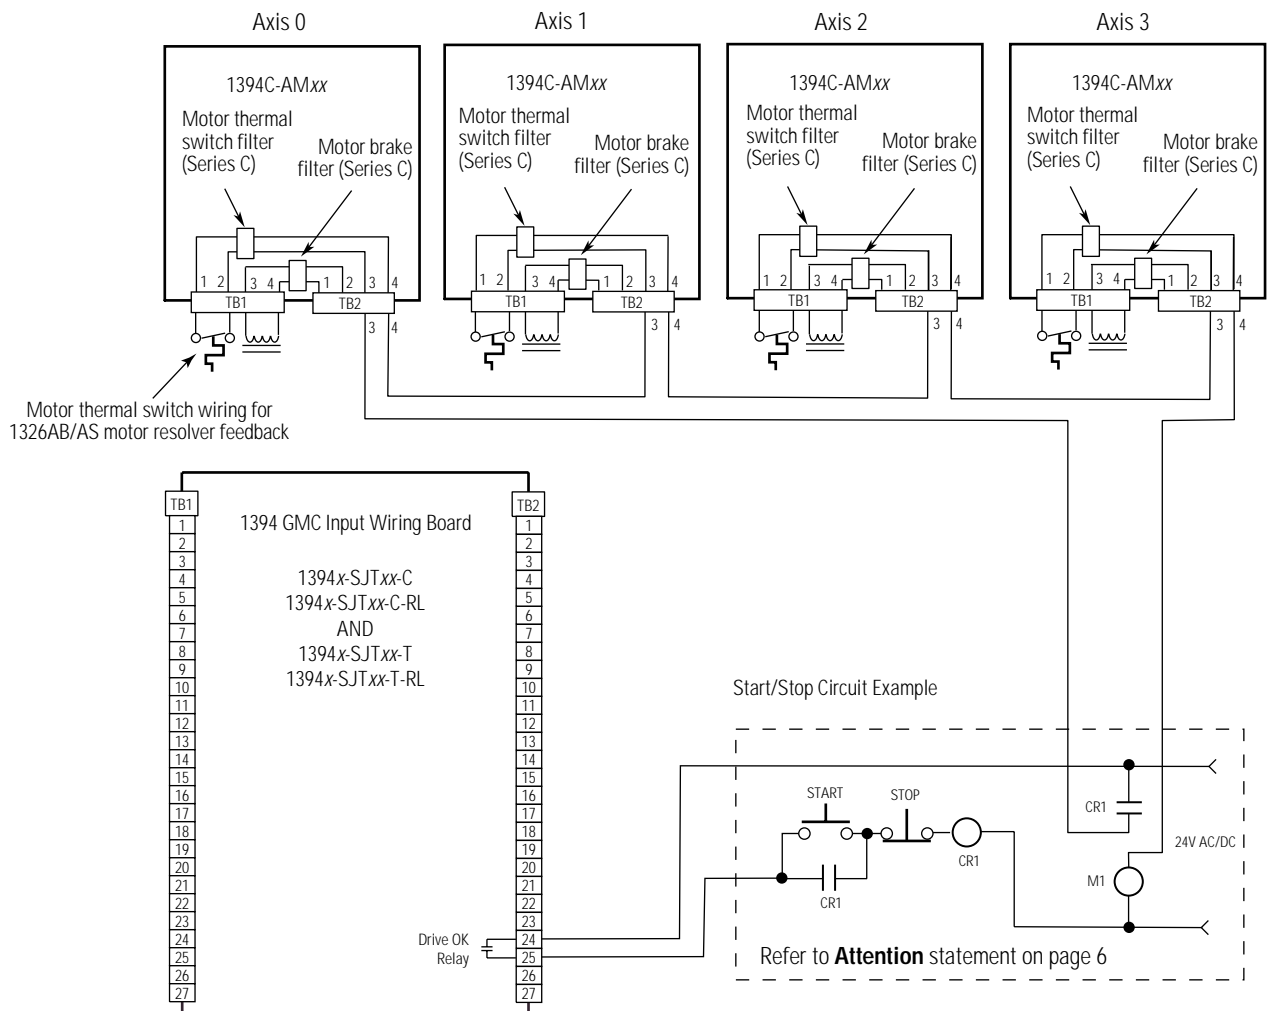 Axis 0
Axis 1
Axis 2
Axis 3
1394C-AMxx
Motor thermal
switch filter
(Series C)
Motor brake
filter (Series C)
1 2 3 4 1 2 3 4
TB1
TB2
3 4
1394C-AMxx
Motor thermal
switch filter
(Series C)
Motor brake
filter (Series C)
1 2 3 4 1 2 3 4
TB1
TB2
3 4
1394C-AMxx
Motor thermal
switch filter
(Series C)
Motor brake
filter (Series C)
1 2 3 4 1 2 3 4
TB1
TB2
3 4
1394C-AMxx
Motor thermal
switch filter
(Series C)
Motor brake
filter (Series C)
1 2 3 4 1 2 3 4
TB1
TB2
3 4
Motor thermal switch wiring for
1326AB/AS motor resolver feedback
TB1
1
2
3
4
5
6
7
8
9
10
11
12
13
14
15
16
17
18
19
20
21
22
23
24
25
26
27
1394 GMC Input Wiring Board
1394x-SJTxx-C
1394x-SJTxx-C-RL
AND
1394x-SJTxx-T
1394x-SJTxx-T-RL
Drive OK
Relay
TB2
1
2
3
4
5
6
7
8
9
10
11
12
13
14
15
16
17
18
19
20
21
22
23
24
25
26
27
Start/Stop Circuit Example
START
STOP
CR1
CR1
CR1
24V AC/DC
M1
Refer to Attention statement on page 6